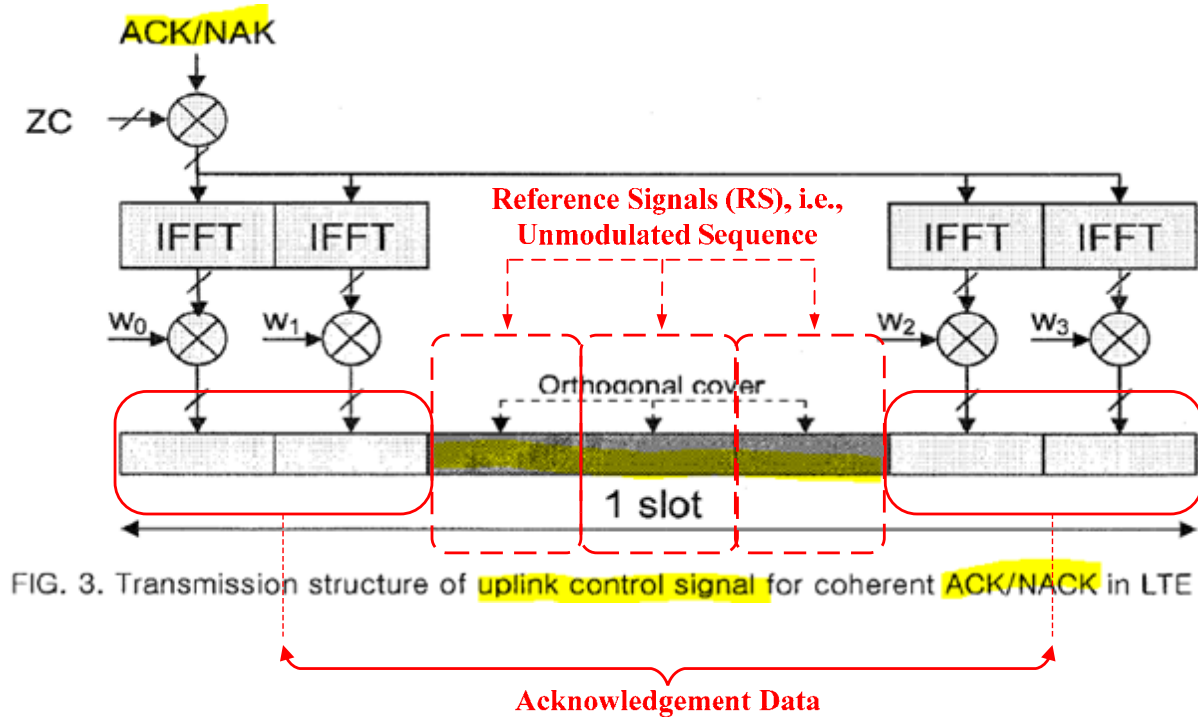 ACK/NAK
ZC
Reference Signals (RS), i.e.,
Unmodulated Sequence
IFFT
IFFT
IFFT
IFFT
w0
w1
w2
w3
Orthogonal cover
1 slot
FIG. 3. Transmission structure of uplink control signal for coherent ACK/NACK in LTE
Acknowledgement Data